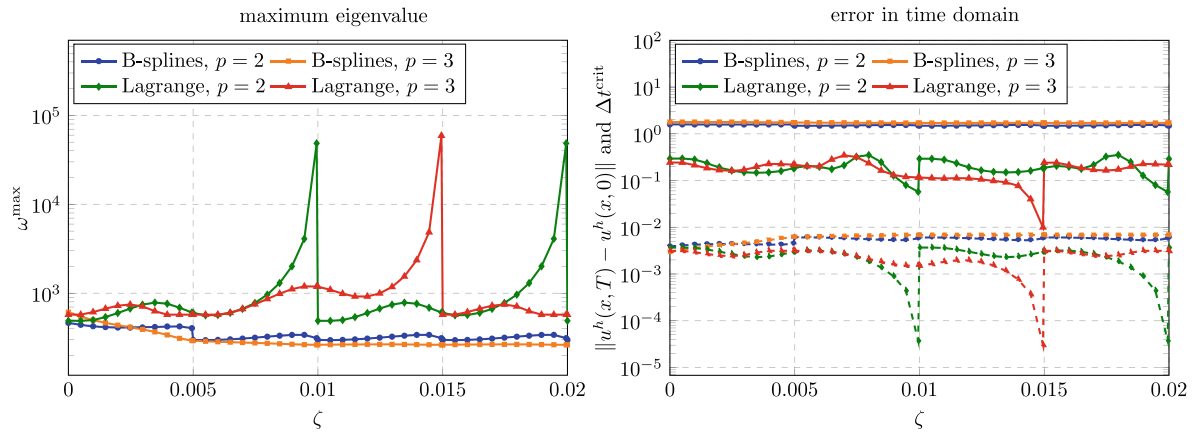 maximum eigenvalue
B-splines, p = 2
B-splines, p = 3
Lagrange, p = 2
Lagrange, p = 3
10^5
10^4
10^3
ω^max
0
0.005
0.01
0.015
0.02
ζ
error in time domain
B-splines, p = 2
B-splines, p = 3
Lagrange, p = 2
Lagrange, p = 3
10^2
10^1
10^0
10^−1
10^−2
10^−3
10^−4
10^−5
||u^h(x, T) − u^h(x, 0)|| and Δt^crit
0
0.005
0.01
0.015
0.02
ζ